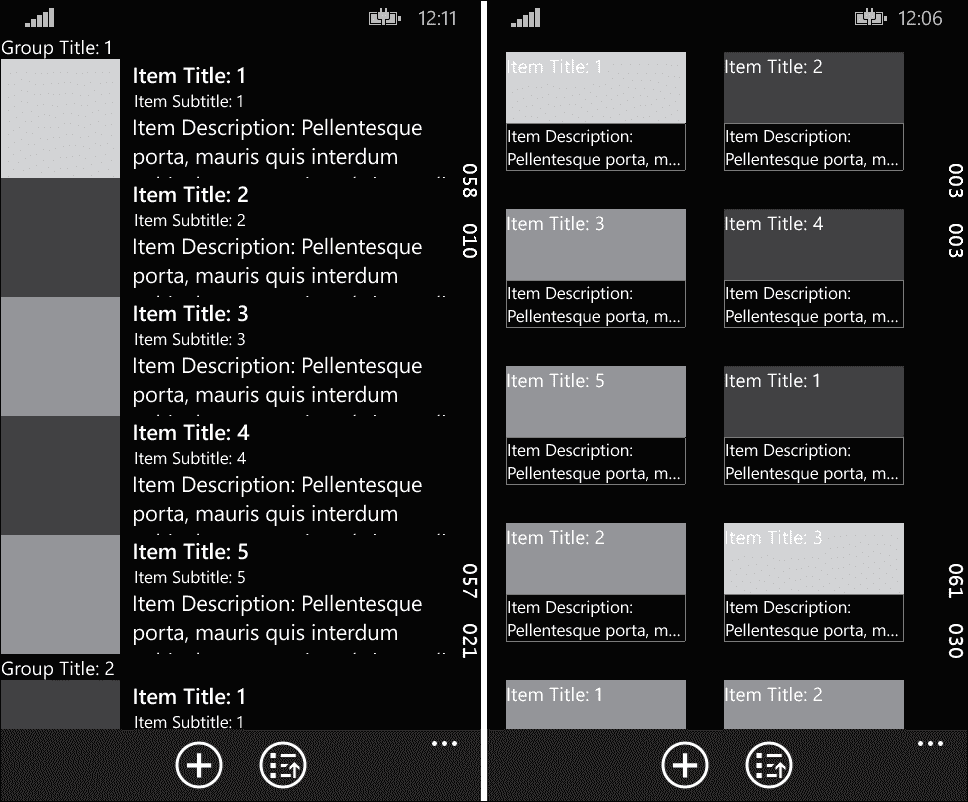 12:11
Group Title: 1
Item Title: 1
Item Subtitle: 1
Item Description: Pellentesque
porta, mauris quis interdum
Item Title: 2
Item Subtitle: 2
Item Description: Pellentesque
porta, mauris quis interdum
Item Title: 3
Item Subtitle: 3
Item Description: Pellentesque
porta, mauris quis interdum
Item Title: 4
Item Subtitle: 4
Item Description: Pellentesque
porta, mauris quis interdum
Item Title: 5
Item Subtitle: 5
Item Description: Pellentesque
porta, mauris quis interdum
Group Title: 2
Item Title: 1
Item Subtitle: 1
058 010
057 021
12:06
Item Title: 1
Item Description:
Pellentesque porta, m...
Item Title: 2
Item Description:
Pellentesque porta, m...
Item Title: 3
Item Description:
Pellentesque porta, m...
Item Title: 4
Item Description:
Pellentesque porta, m...
Item Title: 5
Item Description:
Pellentesque porta, m...
Item Title: 1
Item Description:
Pellentesque porta, m...
Item Title: 2
Item Description:
Pellentesque porta, m...
Item Title: 3
Item Description:
Pellentesque porta, m...
Item Title: 1
Item Title: 2
003 003
061 030